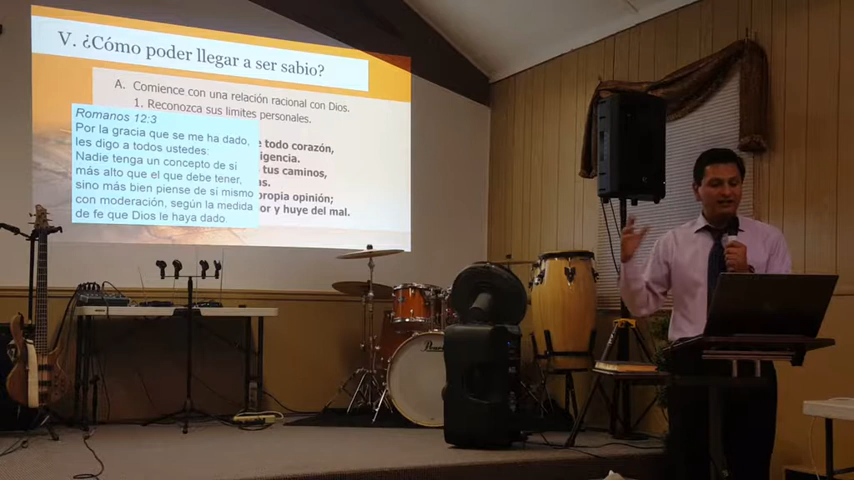 V. ¿Cómo poder llegar a ser sabio?
A. Comience con una relación racional con Dios.
1. Reconozca sus límites personales.
Romanos 12:3
Por la gracia que se me ha dado,
les digo a todos ustedes:
Nadie tenga un concepto de sí
más alto que el que debe tener,
sino más bien piense de sí mismo
con moderación, según la medida
de fe que Dios le haya dado.
e todo corazón,
igencia.
tus caminos,
s.
propia opinión;
or y huye del mal.